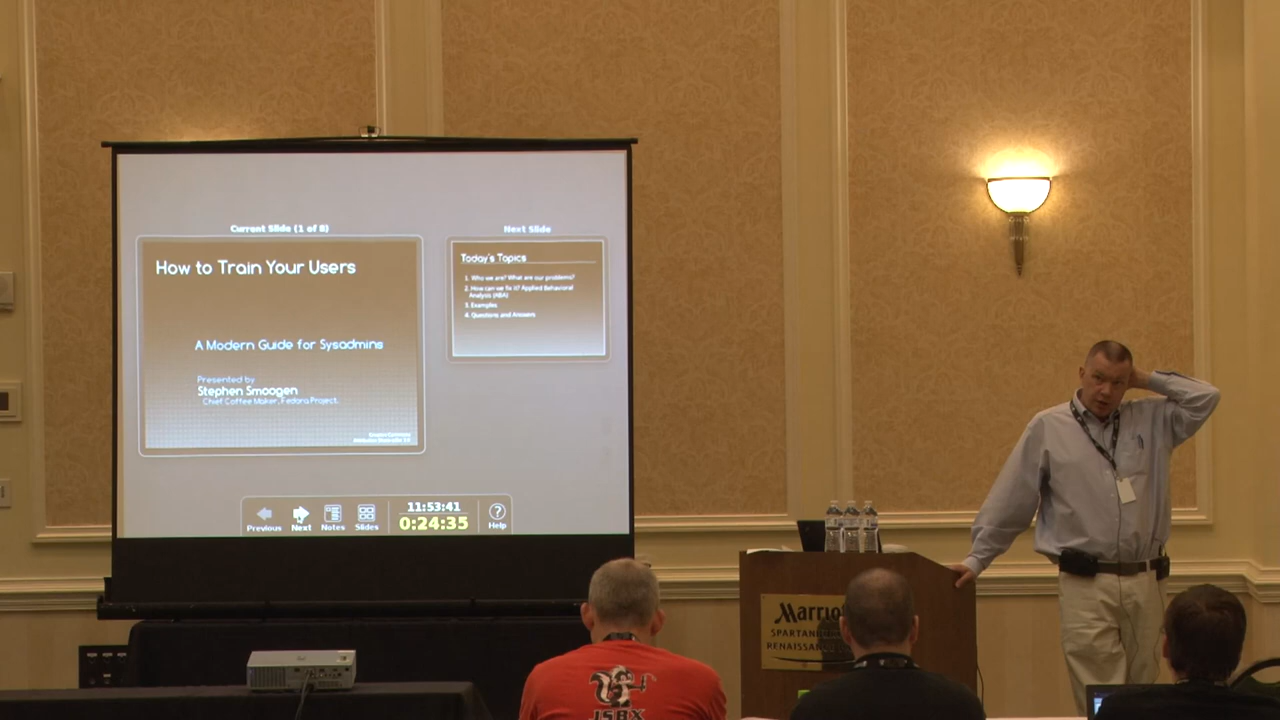 Current Slide (1 of 8)
How to Train Your Users
A Modern Guide for Sysadmins
Presented by
Stephen Smoogen
Chief Coffee Maker, Fedora Project.
Next Slide
Today's Topics
1. Who we are? What are our problems?
2. How can we fix it? Applied Behavioral
Analysis (ABA)
3. Examples
4. Questions and Answers
Previous
Next
Notes
Slides
11:53:41
0:24:35
?
Help
Marrio
SPARTAN
RENAISSAN
JSBX